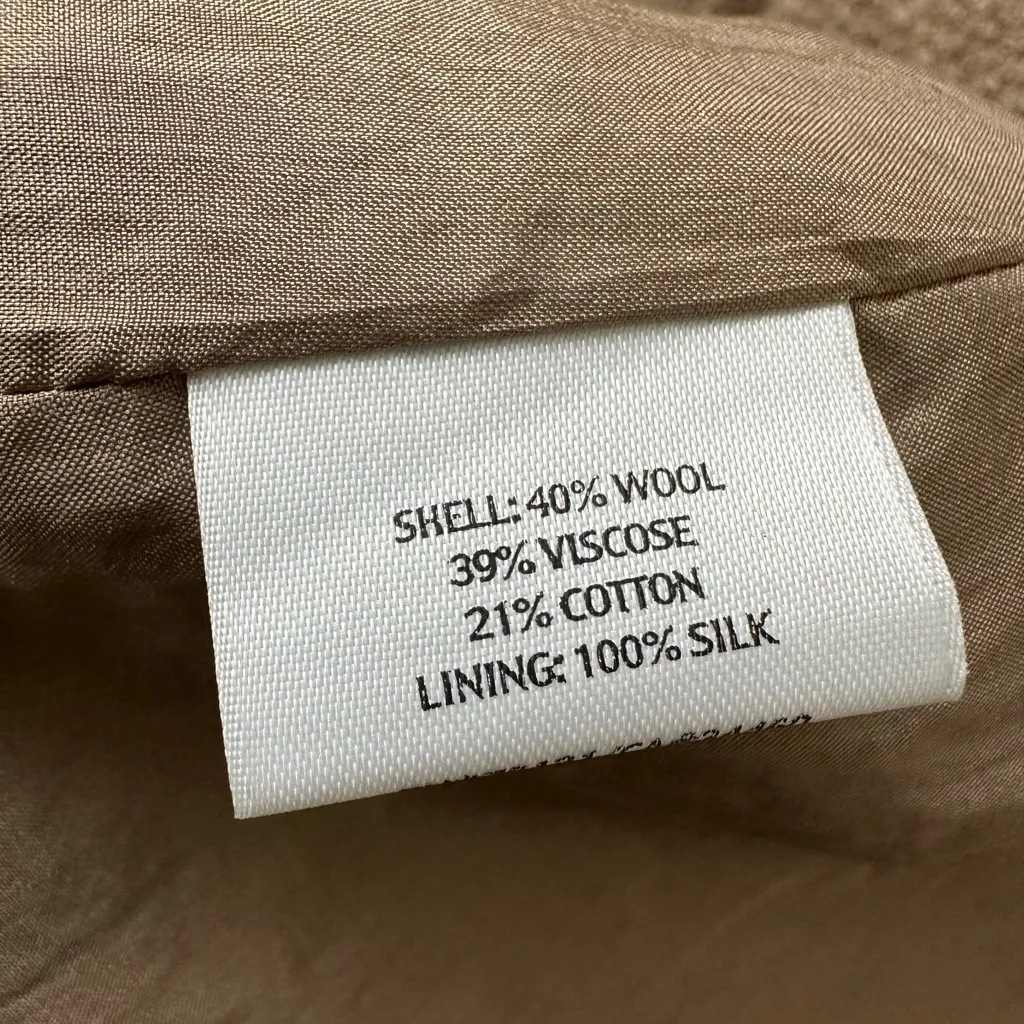 SHELL: 40% WOOL
39% VISCOSE
21% COTTON
LINING: 100% SILK